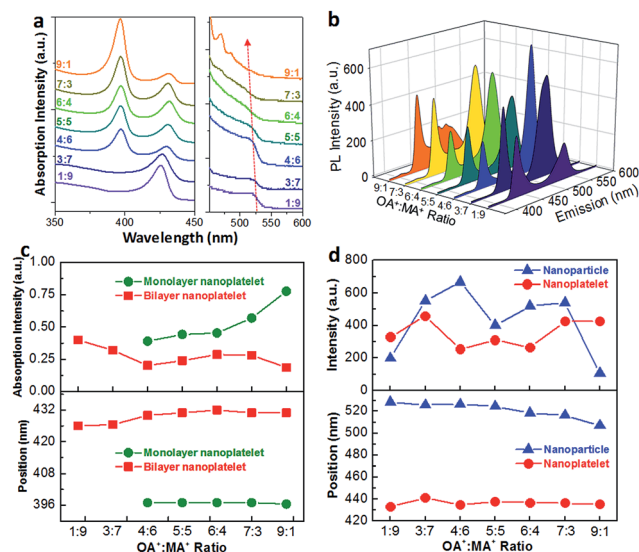 a
Absorption Intensity (a.u.)
9:1
7:3
6:4
5:5
4:6
3:7
1:9
9:1
7:3
6:4
5:5
4:6
3:7
1:9
350 400 450 450 500 550 600
Wavelength (nm)
b
PL Intensity (a.u.)
600
400
200
0
9:1 7:3 6:4 5:5 4:6 3:7 1:9
OA⁺:MA⁺ Ratio
400 450 500 550 600
Emission (nm)
c
Absorption Intensity (a.u.)
1.00
0.75
0.50
0.25
0.00
Monolayer nanoplatelet
Bilayer nanoplatelet
Position (nm)
432
420
408
396
Monolayer nanoplatelet
Bilayer nanoplatelet
1:9 3:7 4:6 5:5 6:4 7:3 9:1
OA⁺:MA⁺ Ratio
d
Intensity (a.u.)
800
600
400
200
0
Nanoparticle
Nanoplatelet
Position (nm)
520
500
480
460
440
420
Nanoparticle
Nanoplatelet
1:9 3:7 4:6 5:5 6:4 7:3 9:1
OA⁺:MA⁺ Ratio